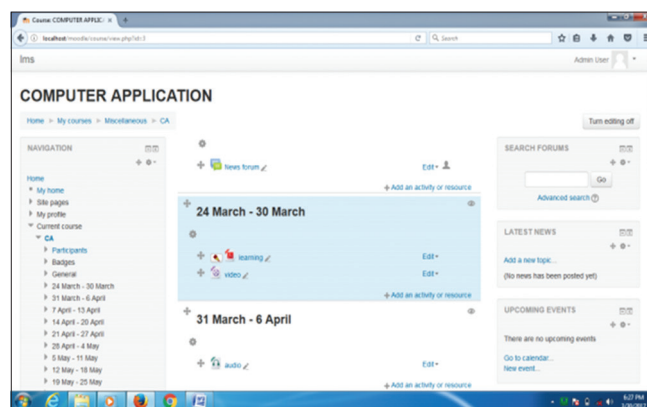 Course: COMPUTER APPLIC
localhost/moodle/course/view.php?id=3
Search
lms
Admin User
COMPUTER APPLICATION
Home
My courses
Miscellaneous
CA
Turn editing off
NAVIGATION
Home
My home
Site pages
My profile
Current course
CA
Participants
Badges
General
24 March - 30 March
31 March - 6 April
7 April - 13 April
14 April - 20 April
21 April - 27 April
28 April - 4 May
5 May - 11 May
12 May - 18 May
19 May - 25 May
News forum
Edit
Add an activity or resource
24 March - 30 March
learning
Edit
video
Edit
Add an activity or resource
31 March - 6 April
audio
Edit
Add an activity or resource
SEARCH FORUMS
Go
Advanced search
LATEST NEWS
Add a new topic...
(No news has been posted yet)
UPCOMING EVENTS
There are no upcoming events
Go to calendar...
New event...
6:27 PM